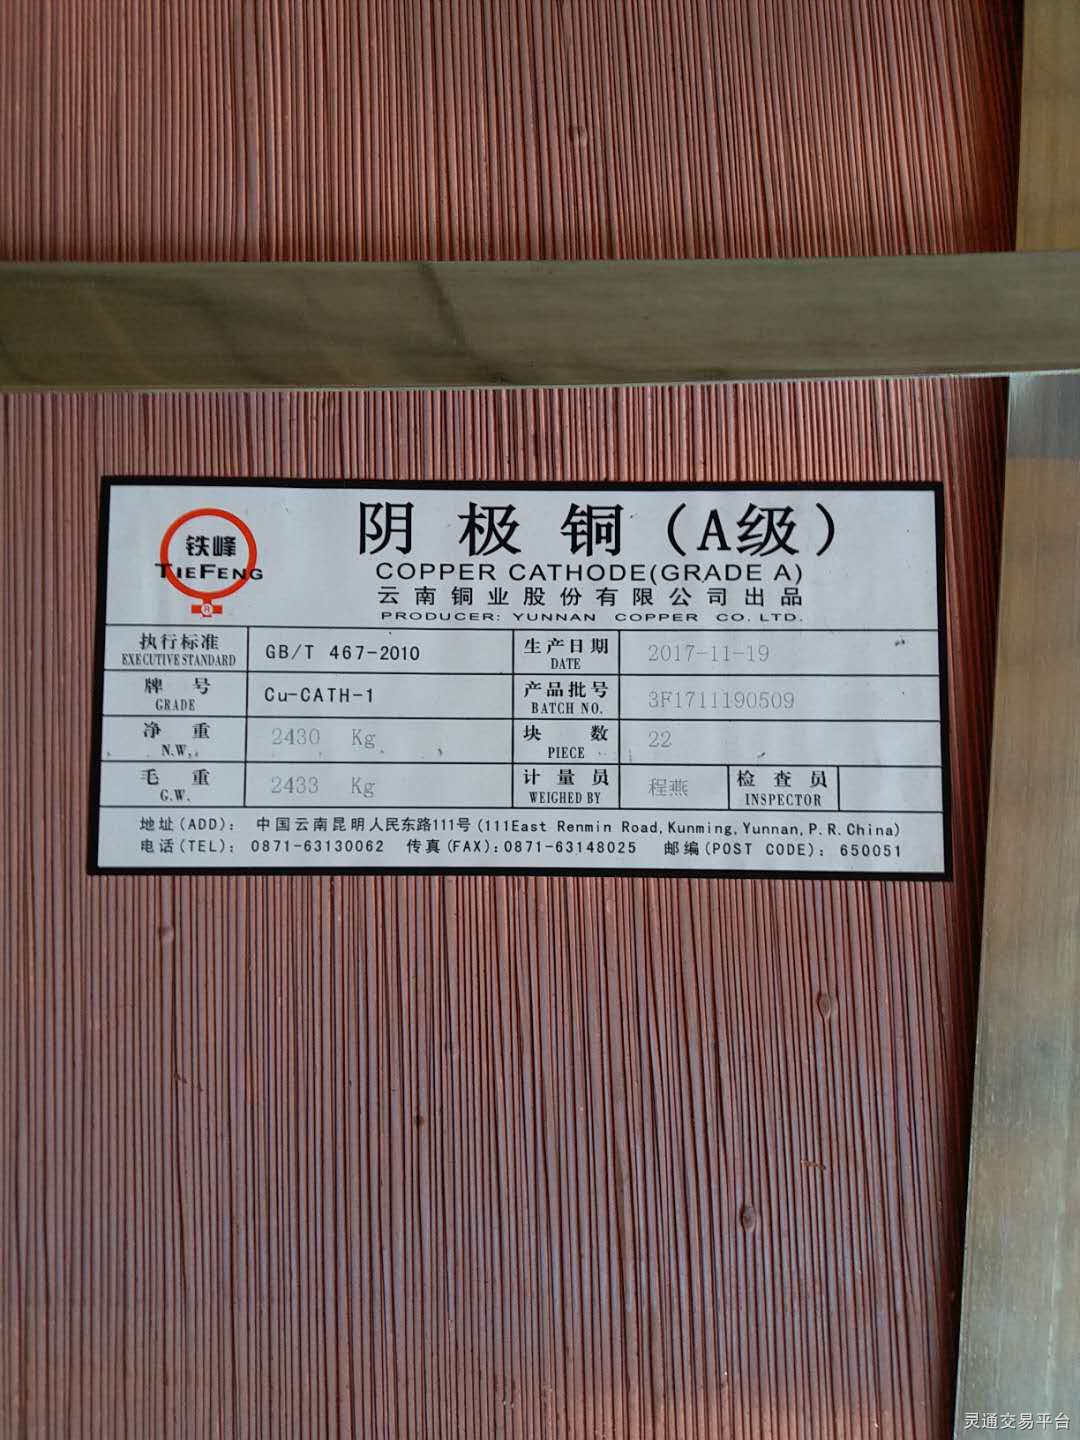 铁峰
TIEFENG
®
阴极铜（A级）
COPPER CATHODE(GRADE A)
云南铜业股份有限公司出品
PRODUCER: YUNNAN COPPER CO. LTD.
执行标准 GB/T 467-2010 生产日期 2017-11-19
EXECUTIVE STANDARD DATE
牌号 Cu-CATH-1 产品批号 3F1711190509
GRADE BATCH NO.
净重 2430 Kg 块数 22
N.W. PIECE
毛重 2433 Kg 计量员 程燕 检查员
G.W. WEIGHED BY INSPECTOR
地址(ADD)： 中国云南昆明人民东路111号(111East Renmin Road,Kunming,Yunnan,P.R.China)
电话(TEL)： 0871-63130062 传真(FAX):0871-63148025 邮编(POST CODE)：650051
灵通交易平台